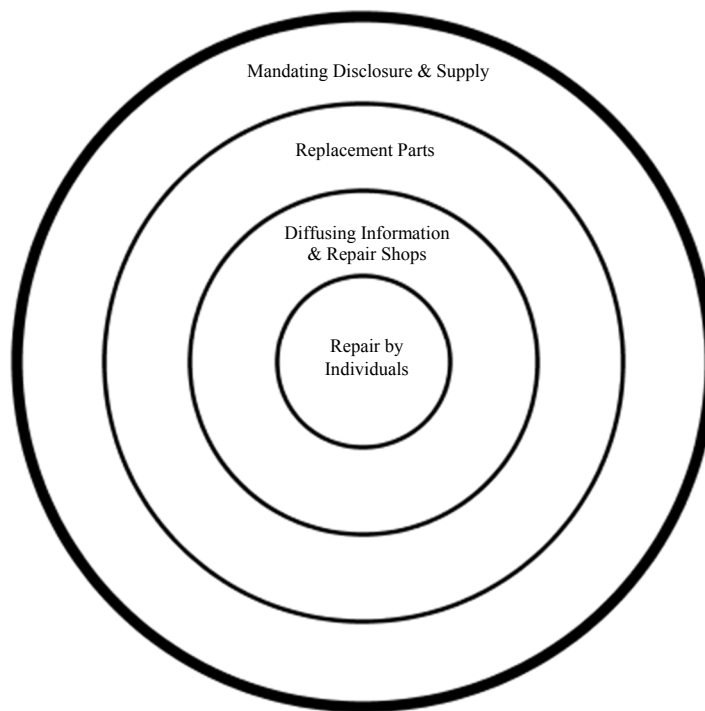 Mandating Disclosure & Supply
Replacement Parts
Diffusing Information
& Repair Shops
Repair by
Individuals